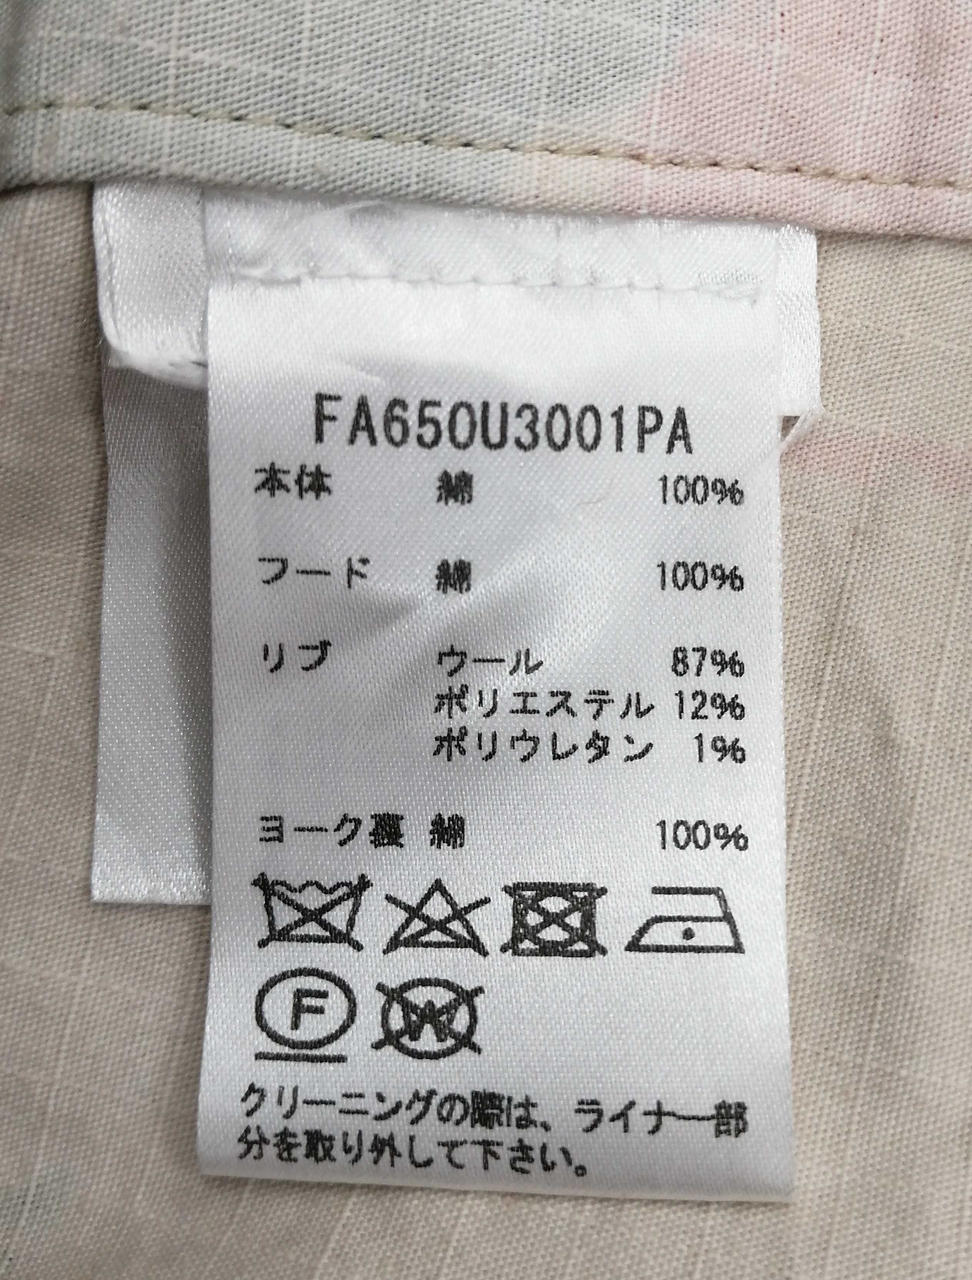 FA650U3001PA
本体 綿 100%
フード 綿 100%
リブ ウール 87%
ポリエステル 12%
ポリウレタン 1%
ヨーク裏 綿 100%
F W
クリーニングの際は、ライナー部
分を取り外して下さい。